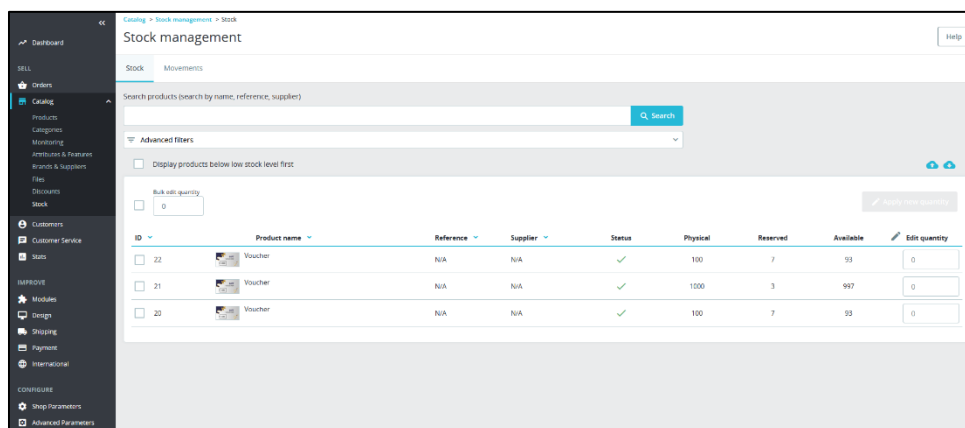 «
Dashboard
SELL
Orders
Catalog
Products
Categories
Monitoring
Attributes & Features
Brands & Suppliers
Files
Discounts
Stock
Customers
Customer Service
Stats
IMPROVE
Modules
Design
Shipping
Payment
International
CONFIGURE
Shop Parameters
Advanced Parameters
Catalog > Stock management > Stock
Stock management
Help
Stock Movements
Search products (search by name, reference, supplier)
Search
Advanced filters
Display products below low stock level first
Bulk edit quantity
0
Apply new quantity
ID Product name Reference Supplier Status Physical Reserved Available Edit quantity
22 Voucher N/A N/A 100 7 93 0
21 Voucher N/A N/A 1000 3 997 0
20 Voucher N/A N/A 100 7 93 0